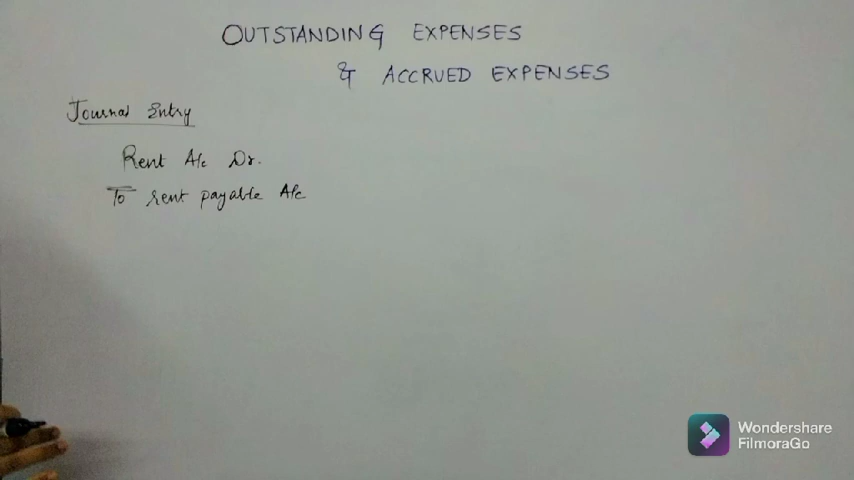 OUTSTANDING EXPENSES
& ACCRUED EXPENSES
Journal Entry
Rent A/c Dr.
To rent payable A/c
Wondershare
FilmoraGo